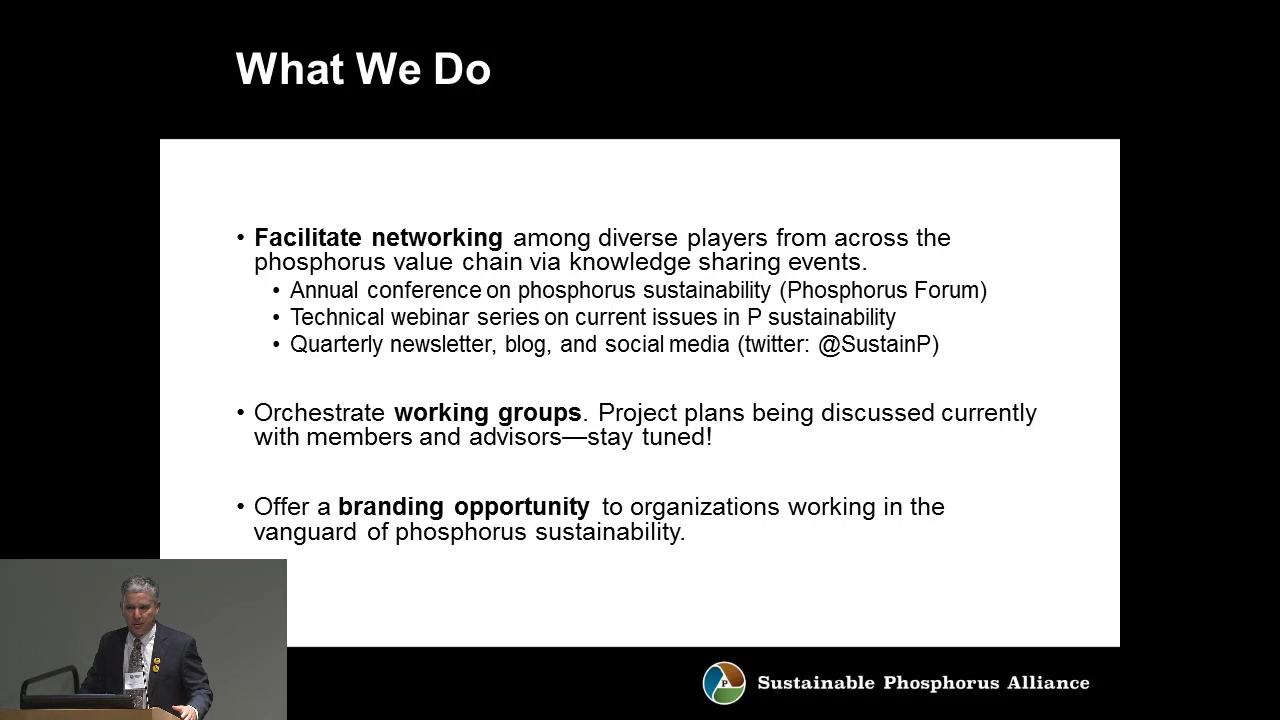 What We Do
• Facilitate networking among diverse players from across the
phosphorus value chain via knowledge sharing events.
• Annual conference on phosphorus sustainability (Phosphorus Forum)
• Technical webinar series on current issues in P sustainability
• Quarterly newsletter, blog, and social media (twitter: @SustainP)
• Orchestrate working groups. Project plans being discussed currently
with members and advisors—stay tuned!
• Offer a branding opportunity to organizations working in the
vanguard of phosphorus sustainability.
P
Sustainable Phosphorus Alliance